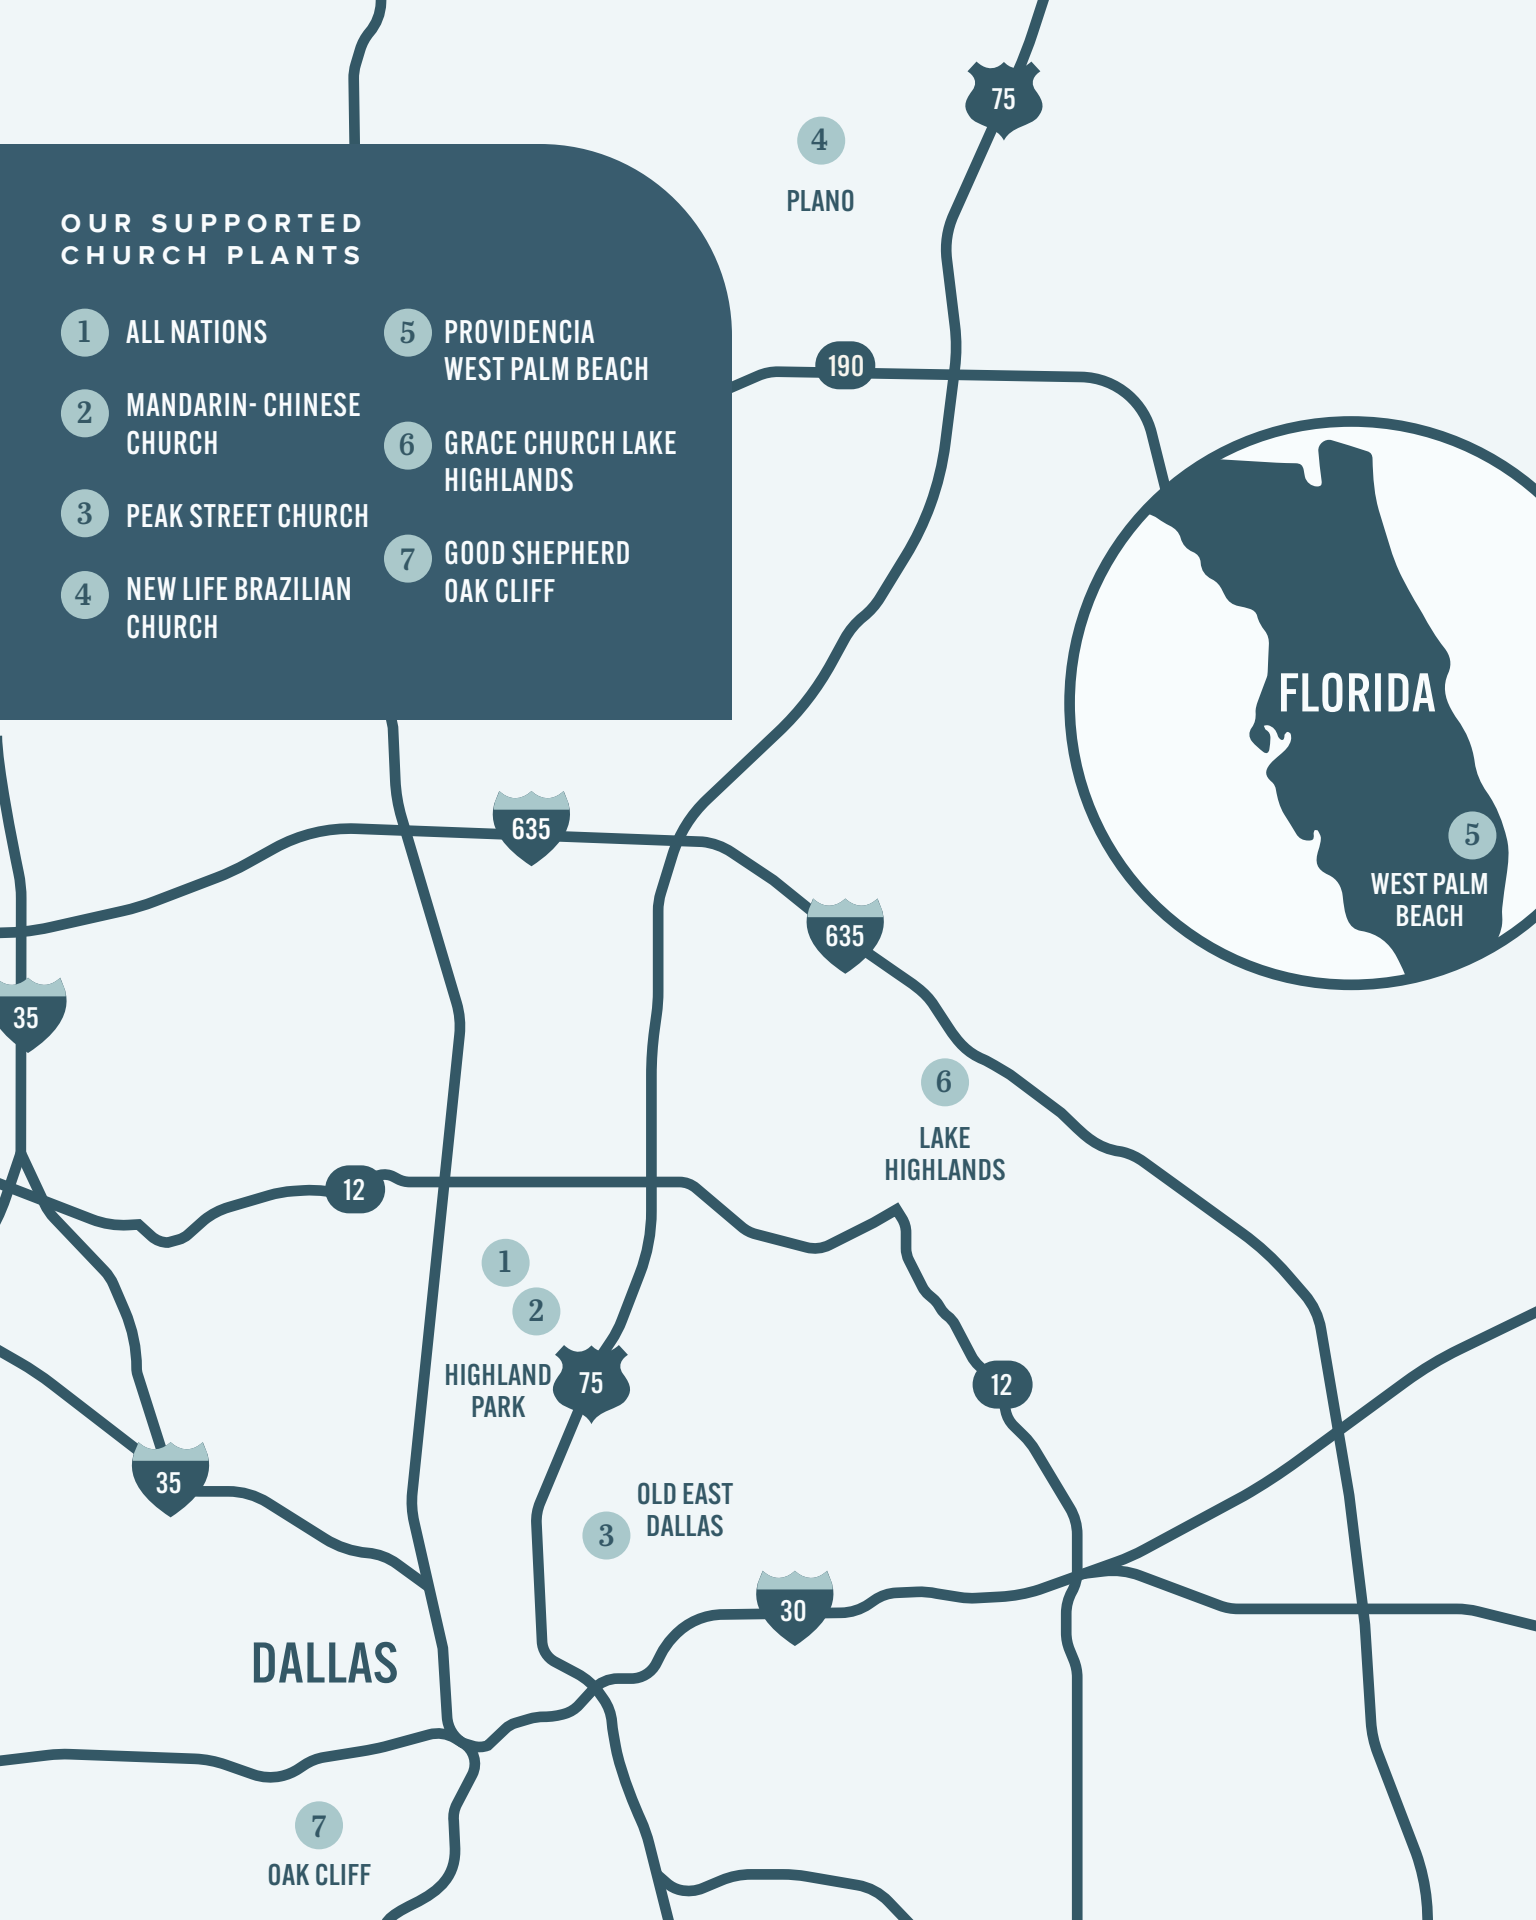 75
4
PLANO
OUR SUPPORTED
CHURCH PLANTS
1 ALL NATIONS
2 MANDARIN- CHINESE
CHURCH
3 PEAK STREET CHURCH
4 NEW LIFE BRAZILIAN
CHURCH
5 PROVIDENCIA
WEST PALM BEACH
6 GRACE CHURCH LAKE
HIGHLANDS
7 GOOD SHEPHERD
OAK CLIFF
190
FLORIDA
5
WEST PALM
BEACH
635
635
35
6
LAKE
HIGHLANDS
12
1
2
HIGHLAND
PARK
75
12
35
OLD EAST
DALLAS
3
30
DALLAS
7
OAK CLIFF